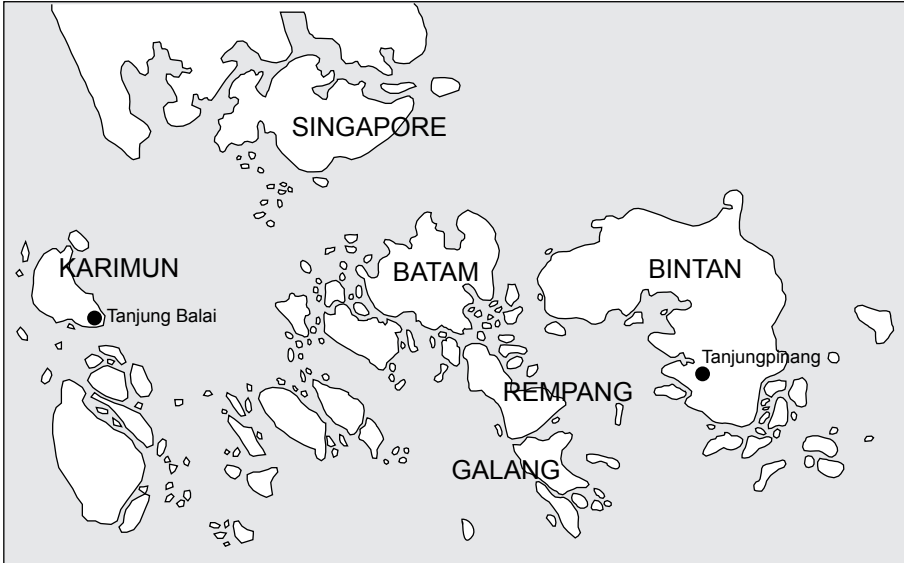 SINGAPORE
KARIMUN
BATAM
BINTAN
Tanjung Balai
Tanjungpinang
REMPANG
GALANG